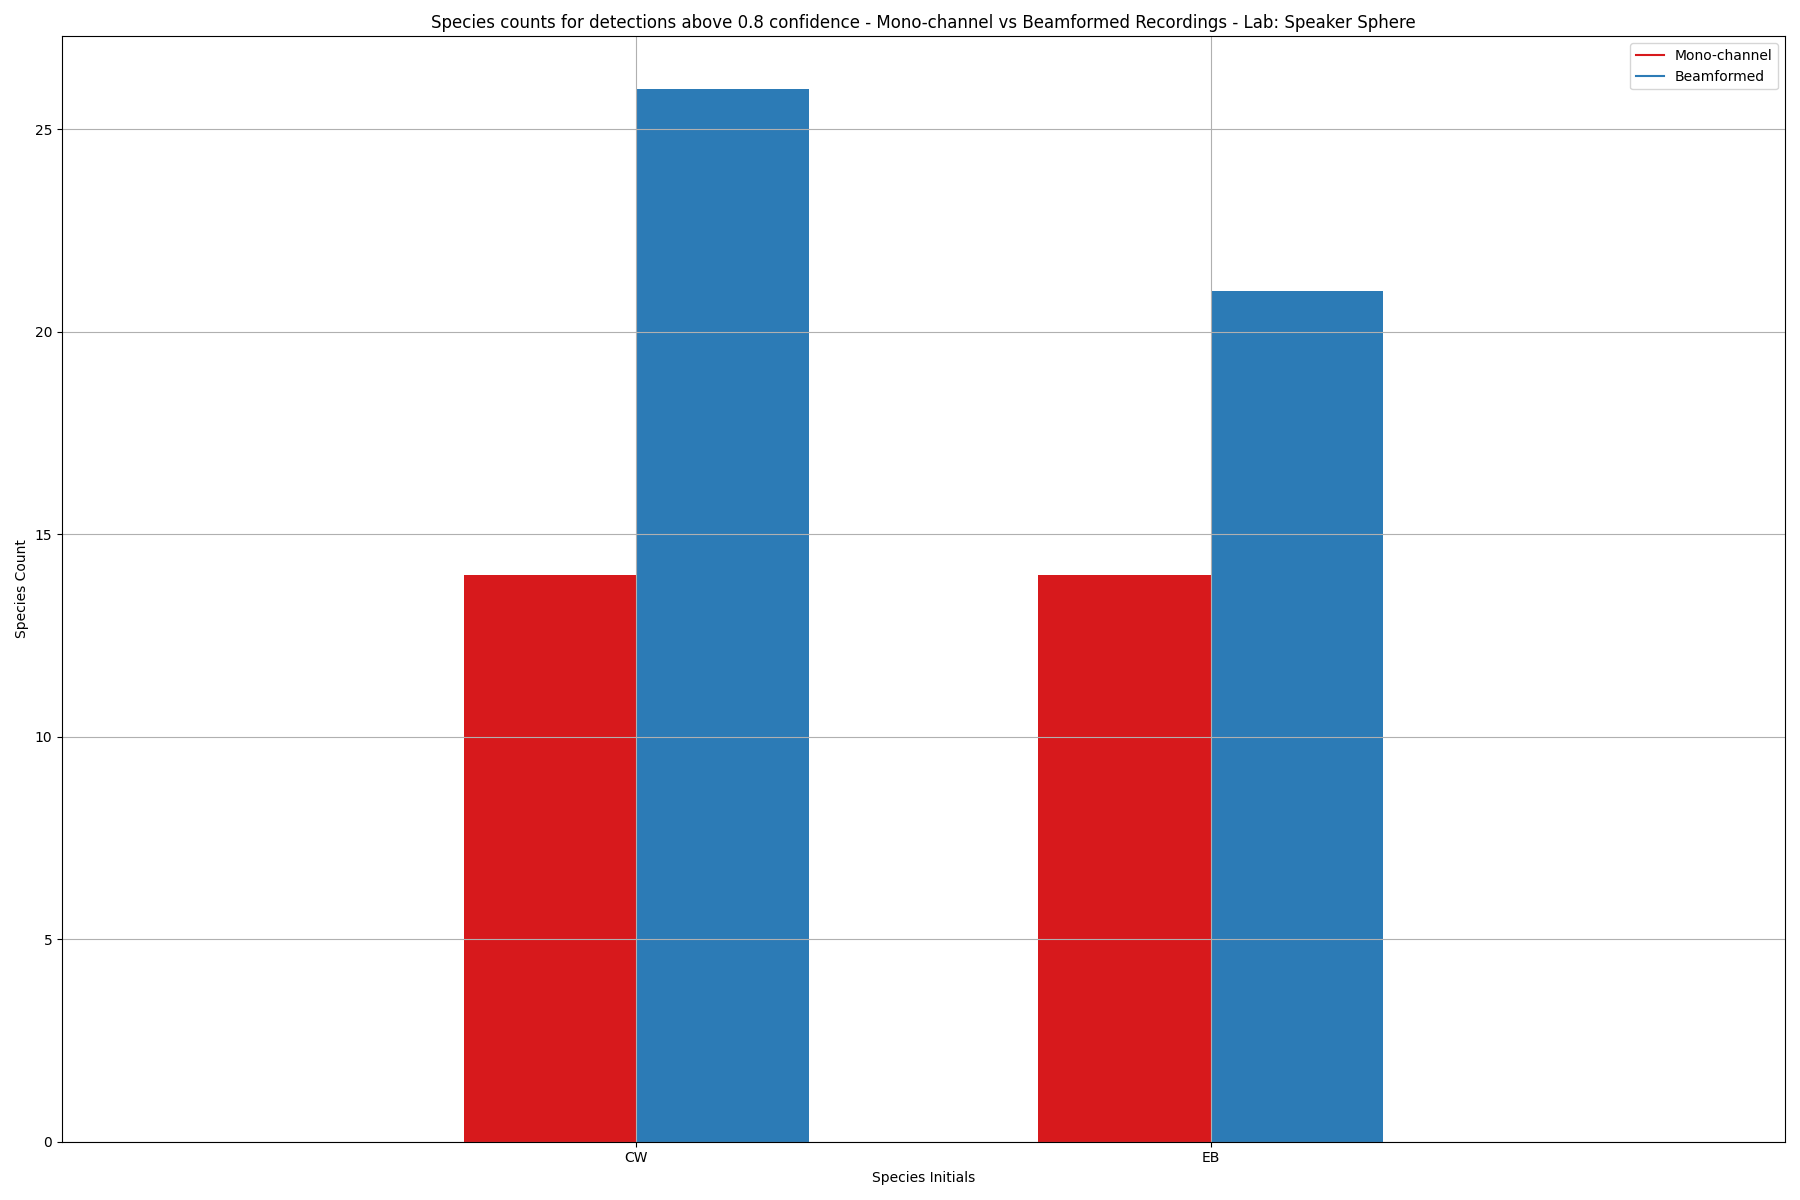 Species counts for detections above 0.8 confidence - Mono-channel vs Beamformed Recordings - Lab: Speaker Sphere
Mono-channel
Beamformed
Species Count
25
20
15
10
5
0
CW
EB
Species Initials